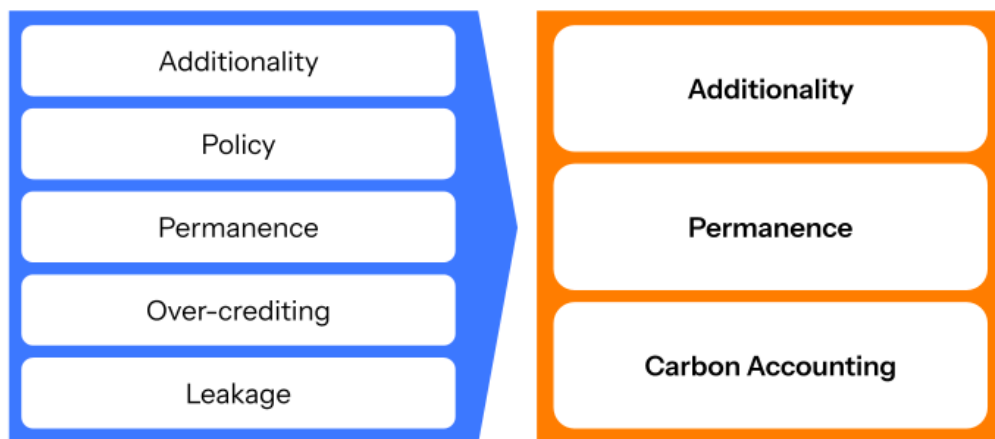 Additionality
Policy
Permanence
Over-crediting
Leakage
Additionality
Permanence
Carbon Accounting